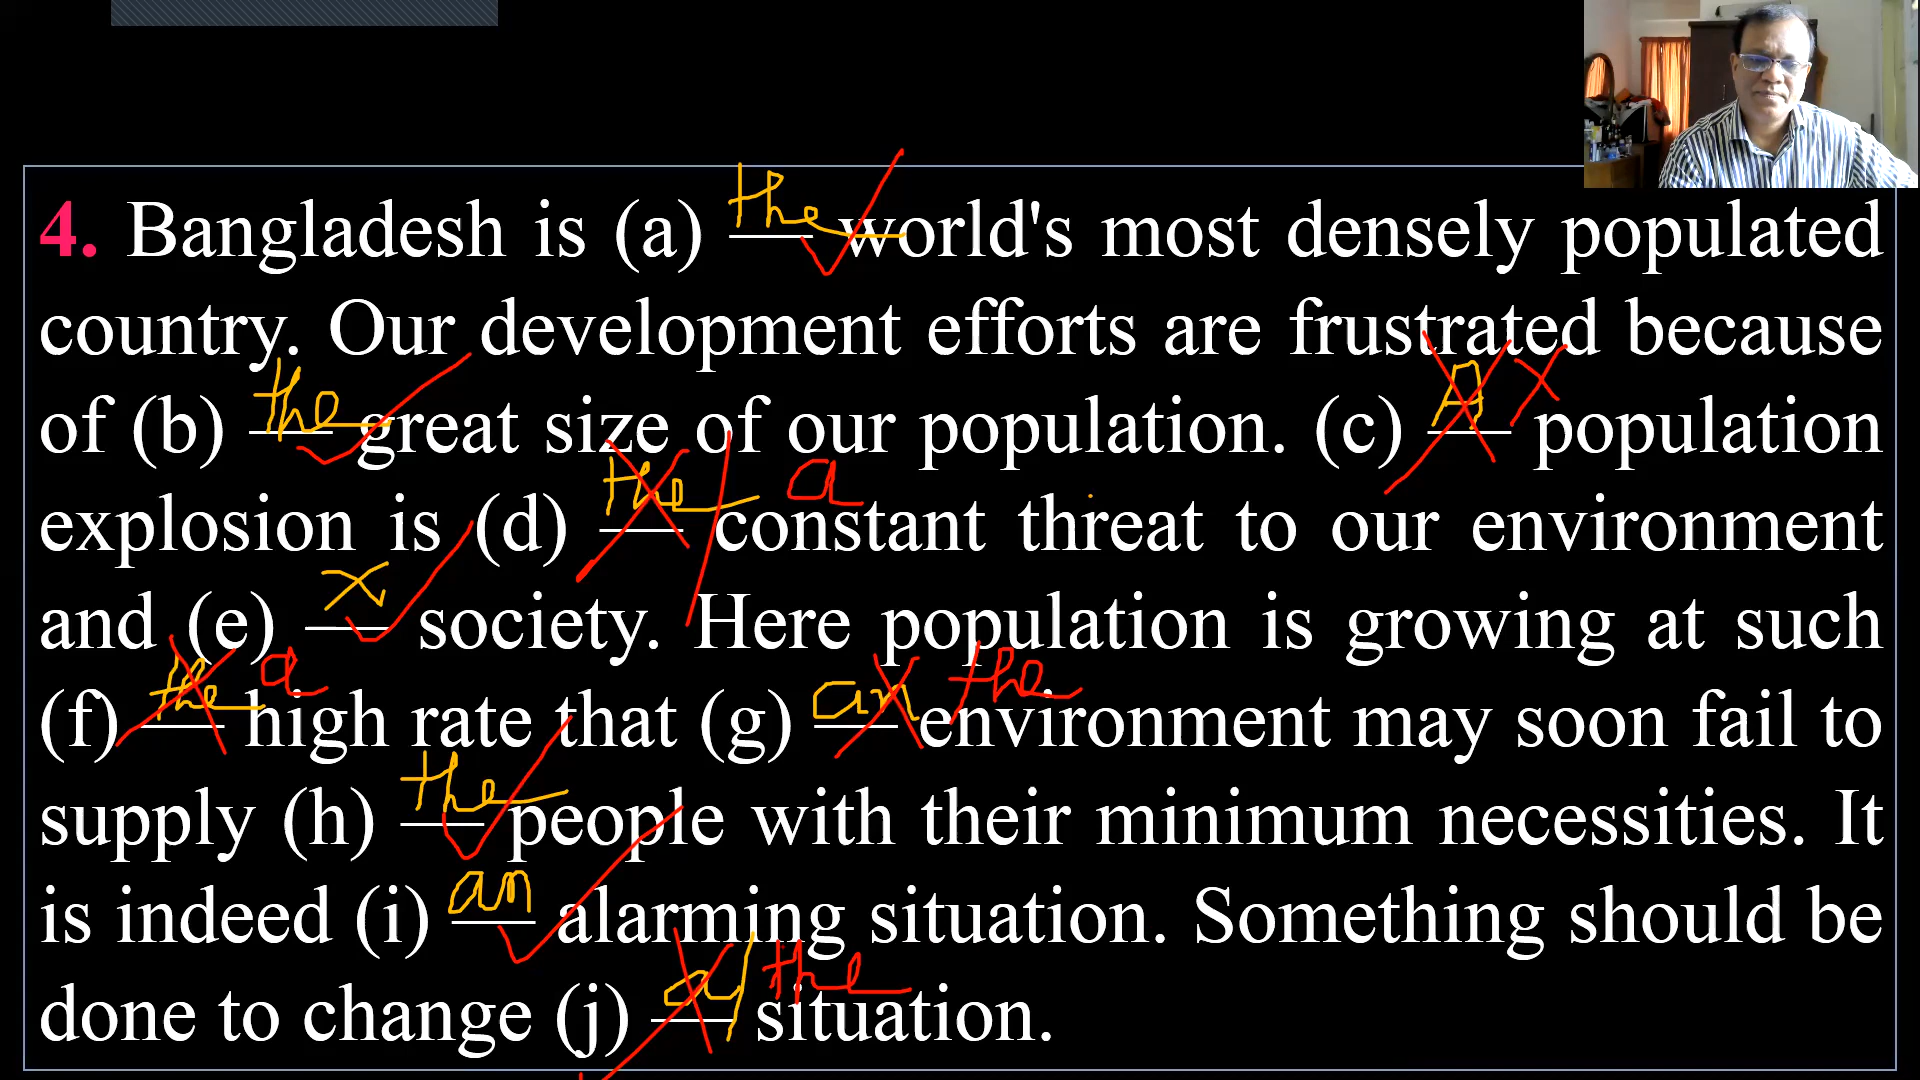 4. Bangladesh is (a) the world's most densely populated
country. Our development efforts are frustrated because
of (b) the great size of our population. (c) A × population
explosion is (d) the a constant threat to our environment
and (e) × society. Here population is growing at such
(f) the a high rate that (g) an the environment may soon fail to
supply (h) the people with their minimum necessities. It
is indeed (i) an alarming situation. Something should be
done to change (j) a the situation.